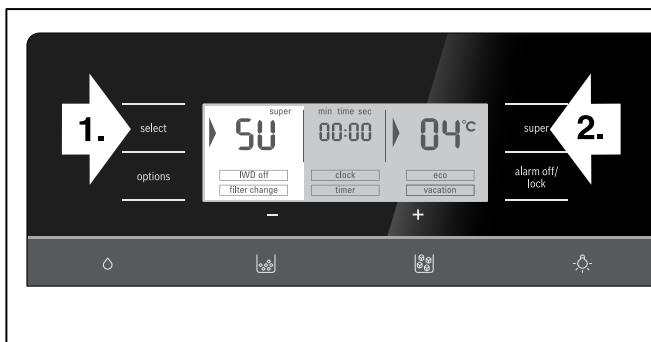 1.
select
options
super
SU
IWD off
filter change
min time sec
00:00
clock
timer
04°C
eco
vacation
super
2.
alarm off/
lock
−
+